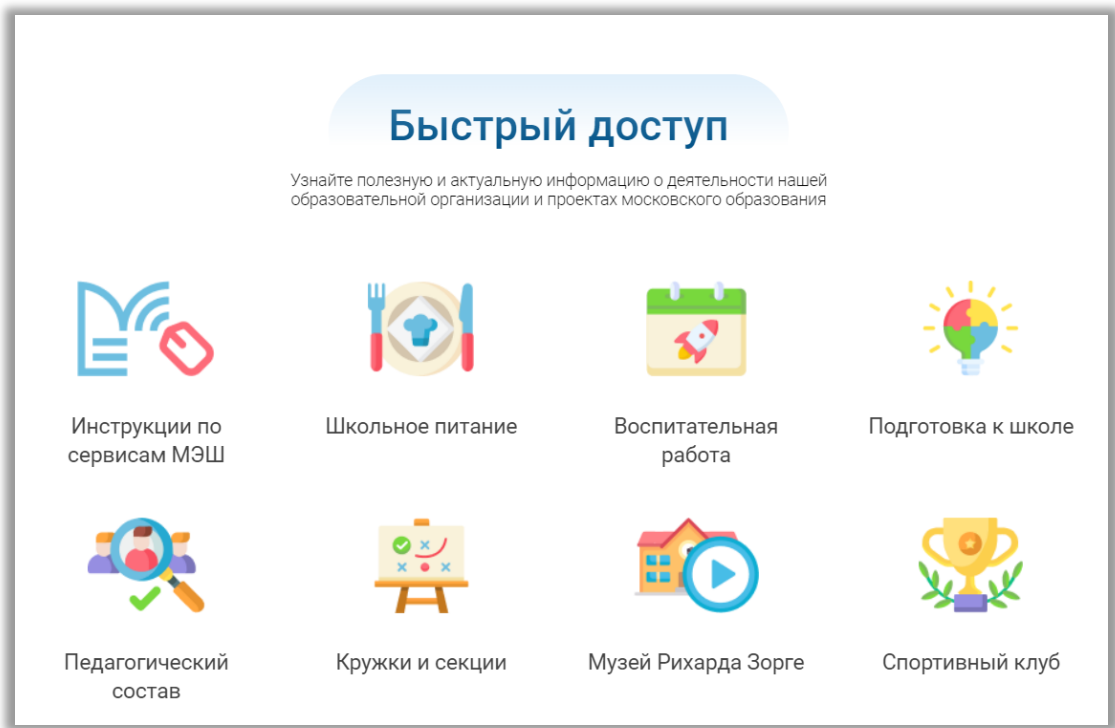 Быстрый доступ
Узнайте полезную и актуальную информацию о деятельности нашей
образовательной организации и проектах московского образования
Инструкции по
сервисам МЭШ
Школьное питание
Воспитательная
работа
Подготовка к школе
Педагогический
состав
Кружки и секции
Музей Рихарда Зорге
Спортивный клуб